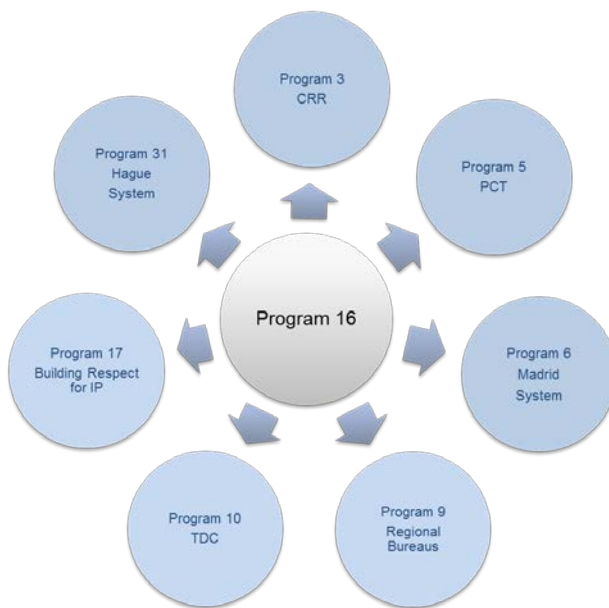 Program 3
CRR
Program 31
Hague
System
Program 5
PCT
Program 16
Program 17
Building Respect
for IP
Program 6
Madrid
System
Program 10
TDC
Program 9
Regional
Bureaus